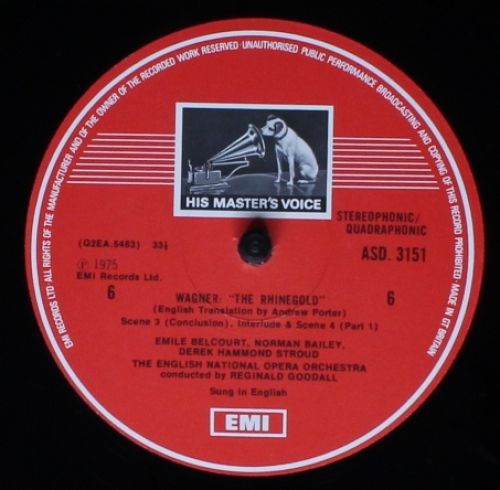 EMI RECORDS LTD · ALL RIGHTS OF THE MANUFACTURER AND OF THE OWNER OF THE RECORDED WORK RESERVED · UNAUTHORISED PUBLIC PERFORMANCE BROADCASTING AND COPYING OF THIS RECORD PROHIBITED · MADE IN GT BRITAIN
HIS MASTER'S VOICE
STEREOPHONIC/
QUADRAPHONIC
(Q2EA.5483) 33⅓
ASD. 3151
℗ 1975
EMI Records Ltd.
6
6
WAGNER: "THE RHINEGOLD"
(English Translation by Andrew Porter)
Scene 3 (Conclusion), Interlude & Scene 4 (Part 1)
EMILE BELCOURT, NORMAN BAILEY,
DEREK HAMMOND STROUD
THE ENGLISH NATIONAL OPERA ORCHESTRA
conducted by REGINALD GOODALL
Sung in English
EMI